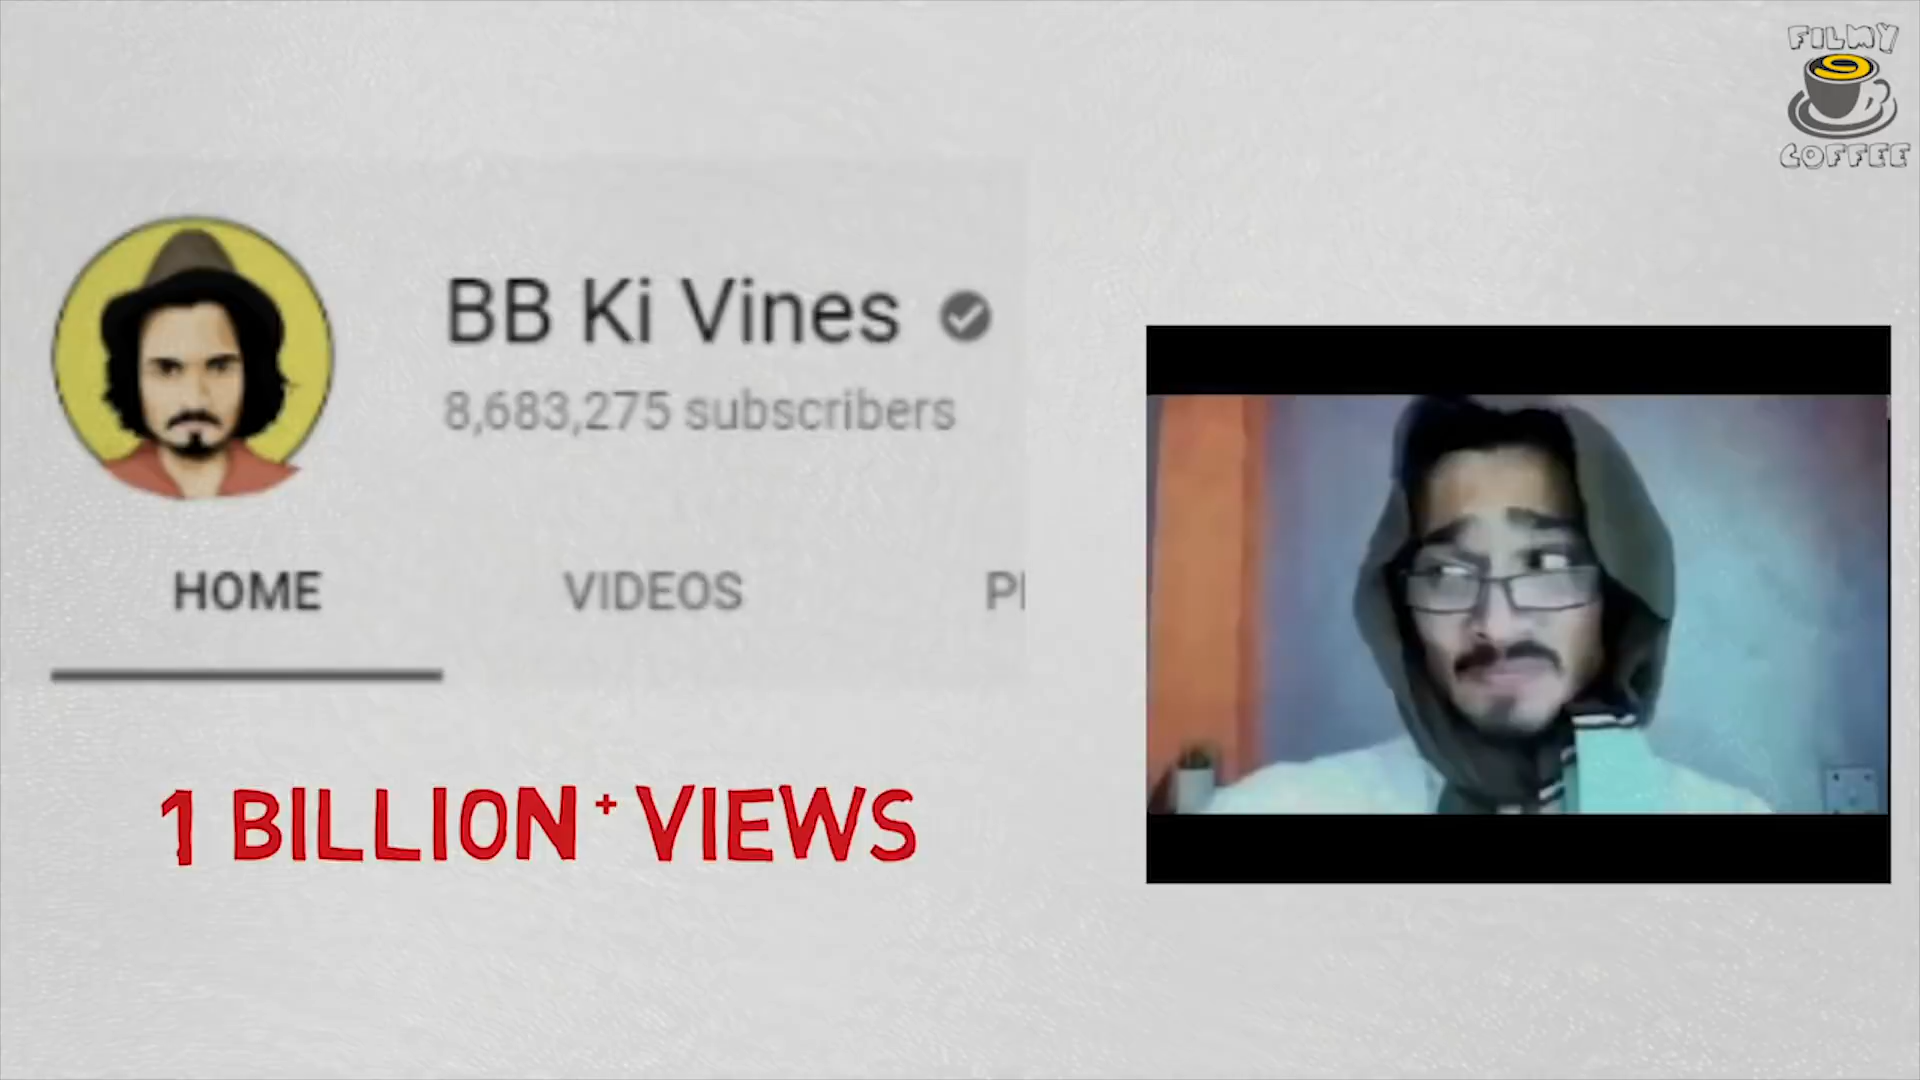 FILMY
COFFEE
BB Ki Vines
8,683,275 subscribers
HOME
VIDEOS
1 BILLION+ VIEWS